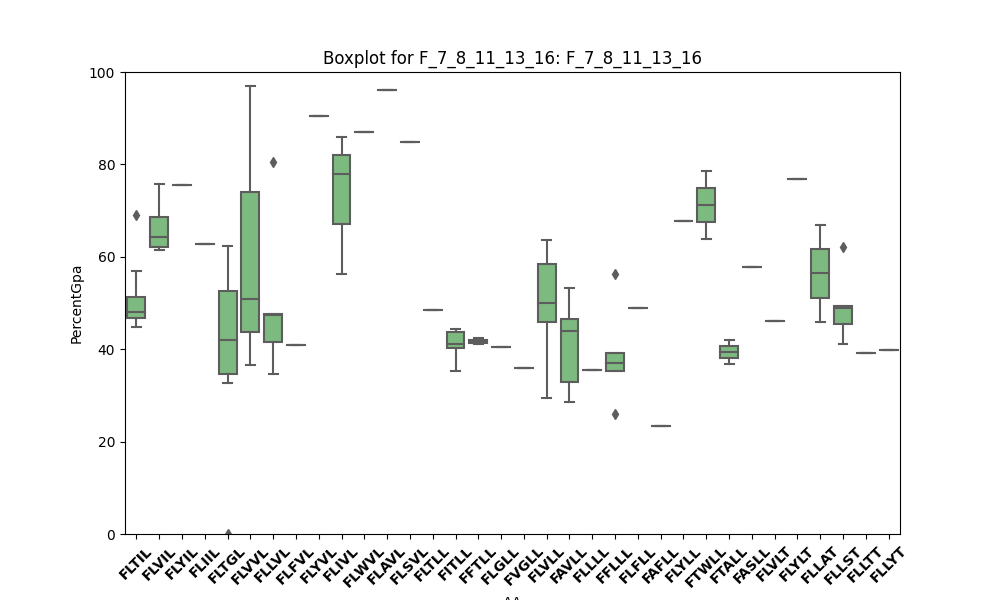 Boxplot for F_7_8_11_13_16: F_7_8_11_13_16
100
80
60
40
20
0
PercentGpa
FLTIL
FLVIL
FLYIL
FLIIL
FLTGL
FLVVL
FLLVL
FLFVL
FLYVL
FLIVL
FLWVL
FLAVL
FLSVL
FLTLL
FITLL
FFTLL
FLGLL
FVGLL
FLVLL
FAVLL
FLLLL
FFLLL
FLFLL
FAFLL
FLYLL
FTWLL
FTALL
FASLL
FLVLT
FLYLT
FLLAT
FLLST
FLLTT
FLLYT